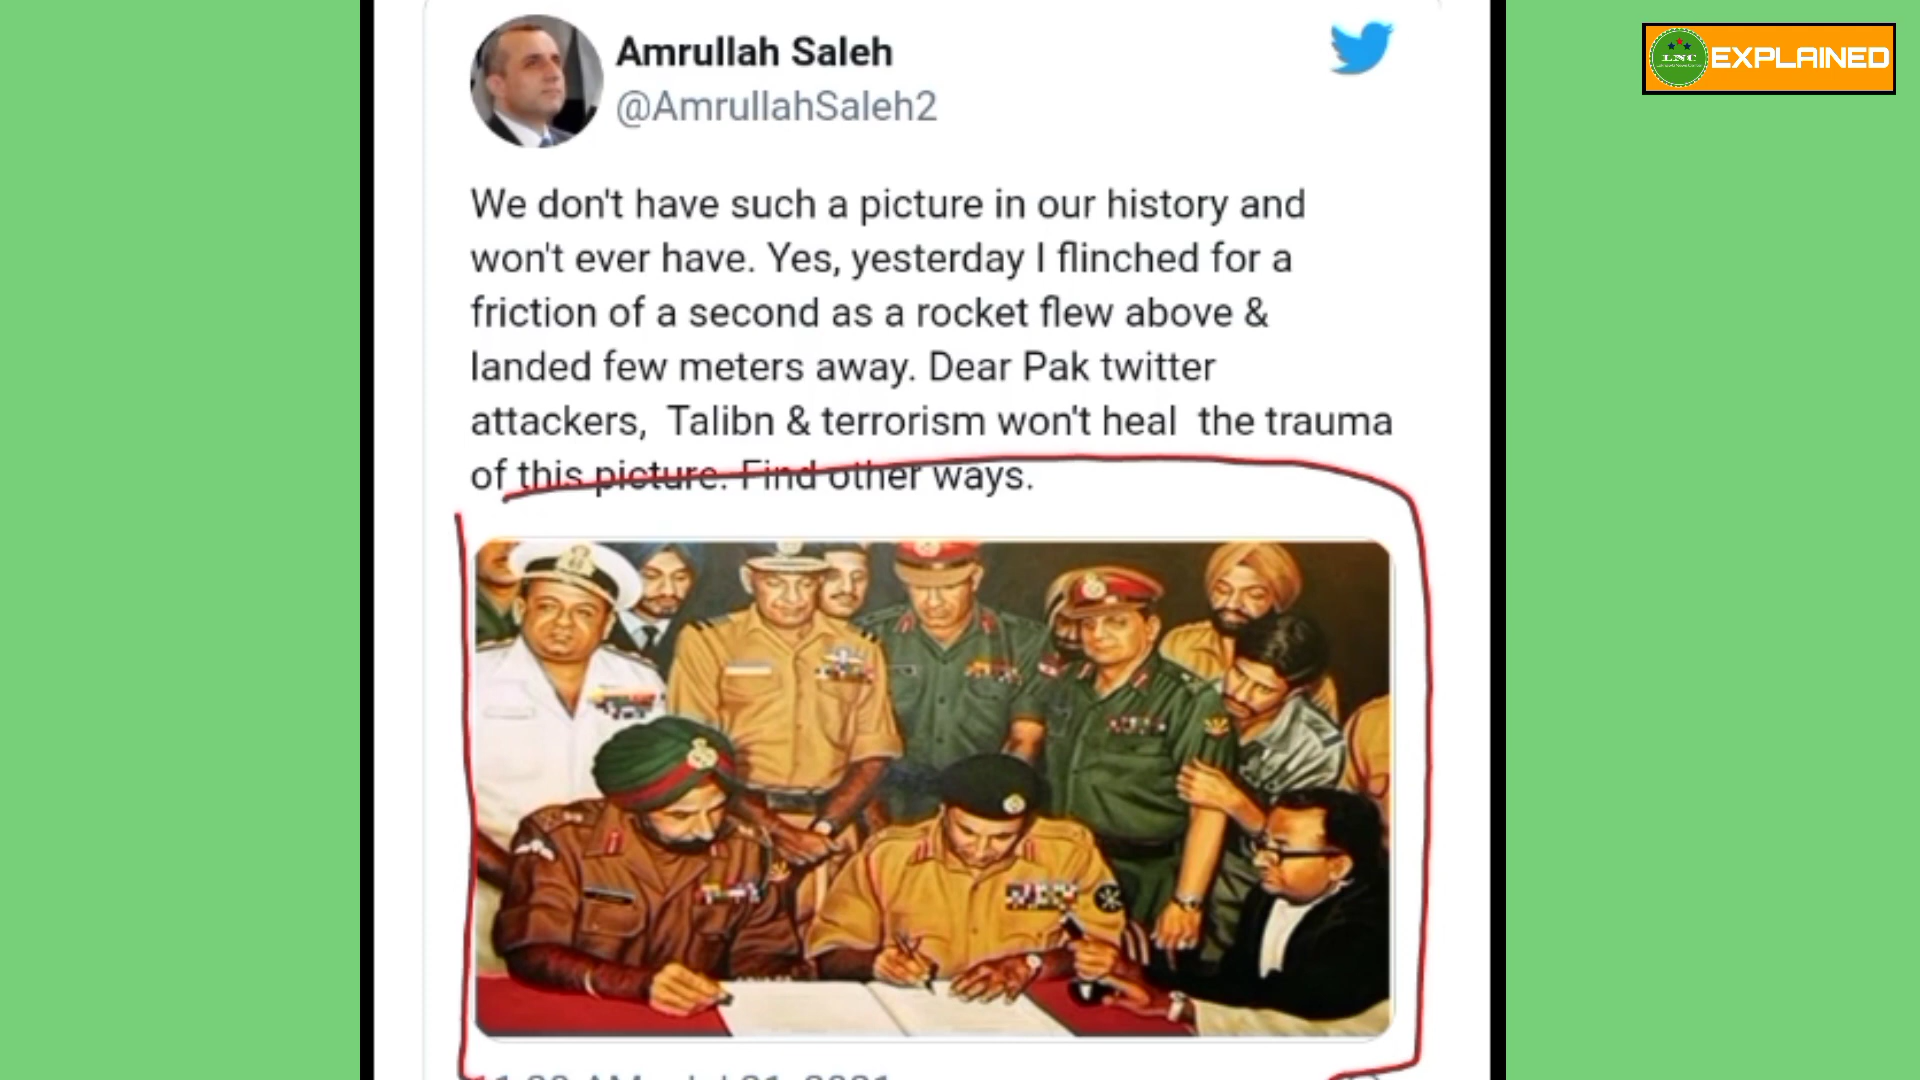 Amrullah Saleh
@AmrullahSaleh2
We don't have such a picture in our history and
won't ever have. Yes, yesterday I flinched for a
friction of a second as a rocket flew above &
landed few meters away. Dear Pak twitter
attackers, Talibn & terrorism won't heal the trauma
of this picture. Find other ways.
LNC
EXPLAINED